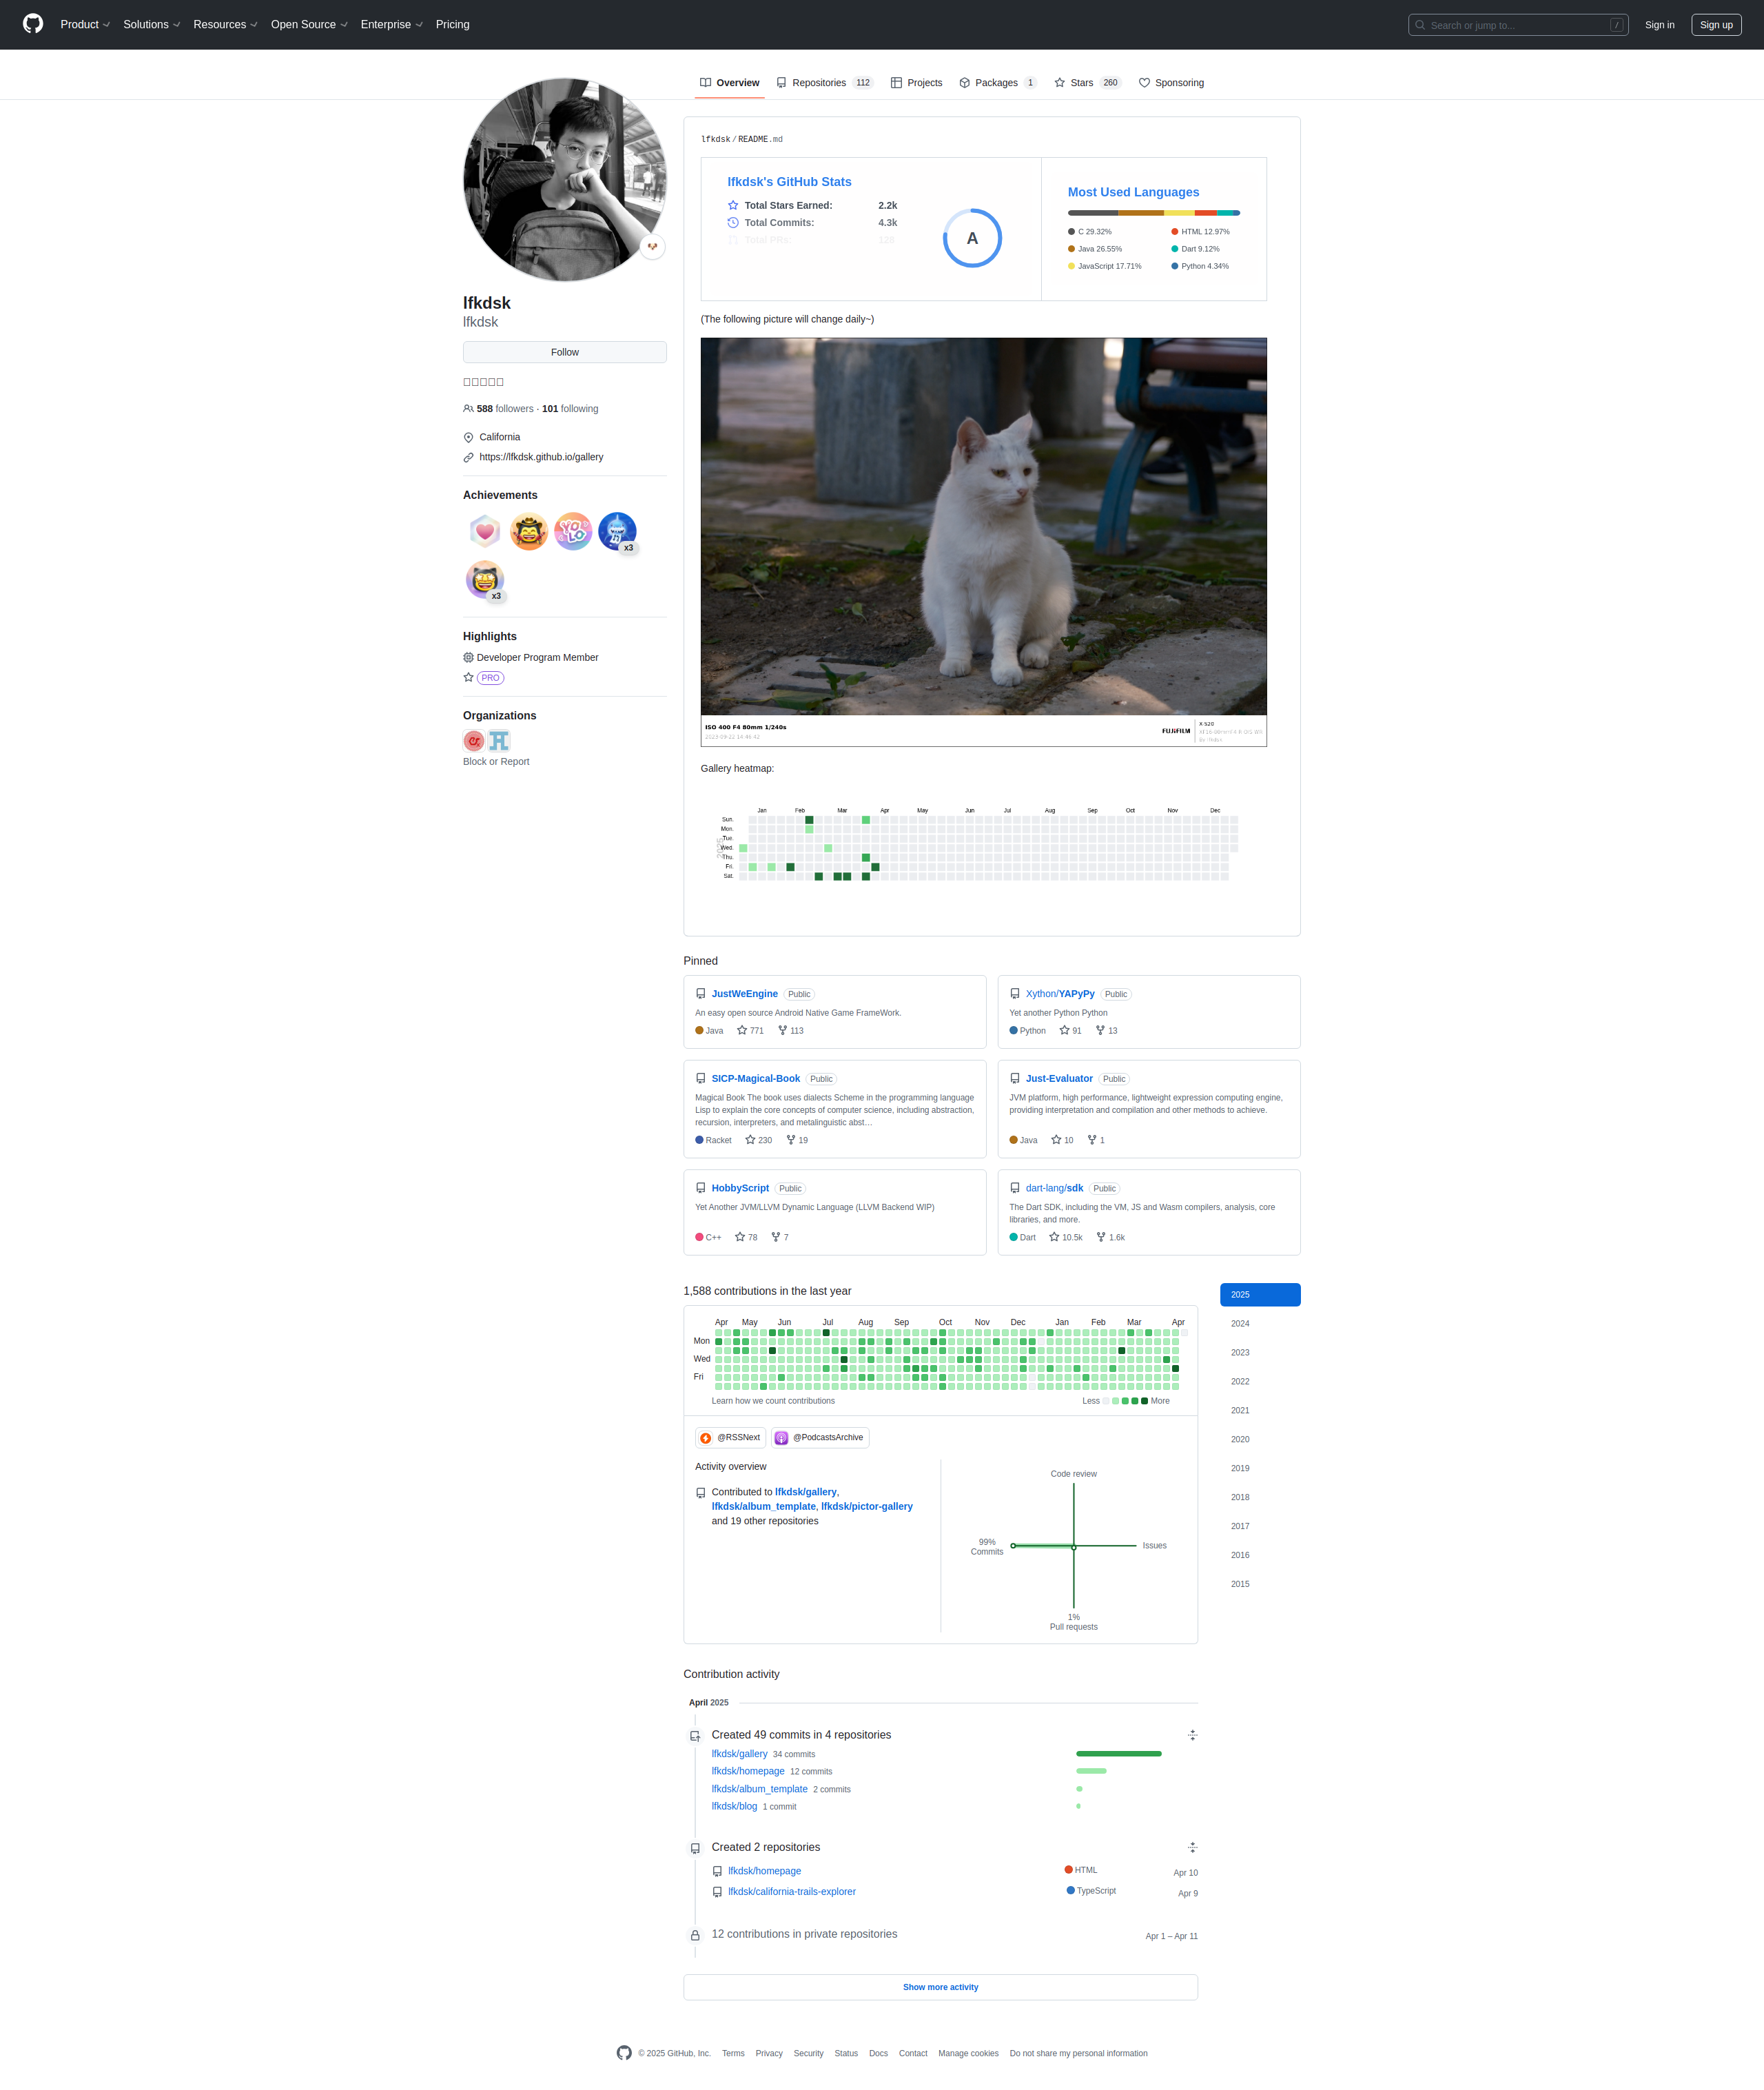 Product Solutions Resources Open Source Enterprise Pricing Search or jump to... / Sign in Sign up
Overview Repositories 112 Projects Packages 1 Stars 260 Sponsoring
lfkdsk
lfkdsk
Follow
588 followers · 101 following
California
https://lfkdsk.github.io/gallery
Achievements
YOLO
x3
x3
Highlights
Developer Program Member
PRO
Organizations
Block or Report
lfkdsk/README.md
lfkdsk's GitHub Stats
Total Stars Earned: 2.2k
Total Commits: 4.3k
Total PRs: 128
A
Most Used Languages
C 29.32% HTML 12.97%
Java 26.55% Dart 9.12%
JavaScript 17.71% Python 4.34%
(The following picture will change daily~)
ISO 400 F4 80mm 1/240s
FUJIFILM
X-S20
Gallery heatmap:
Jan Feb Mar Apr May Jun Jul Aug Sep Oct Nov Dec
Sun.
Mon.
Tue.
Wed.
Thu.
Fri.
Sat.
Pinned
JustWeEngine Public
An easy open source Android Native Game FrameWork.
Java 771 113
Xython/YAPyPy Public
Yet another Python Python
Python 91 13
SICP-Magical-Book Public
Magical Book The book uses dialects Scheme in the programming language
Lisp to explain the core concepts of computer science, including abstraction,
recursion, interpreters, and metalinguistic abst…
Racket 230 19
Just-Evaluator Public
JVM platform, high performance, lightweight expression computing engine,
providing interpretation and compilation and other methods to achieve.
Java 10 1
HobbyScript Public
Yet Another JVM/LLVM Dynamic Language (LLVM Backend WIP)
C++ 78 7
dart-lang/sdk Public
The Dart SDK, including the VM, JS and Wasm compilers, analysis, core
libraries, and more.
Dart 10.5k 1.6k
1,588 contributions in the last year
Apr May Jun Jul Aug Sep Oct Nov Dec Jan Feb Mar Apr
Mon
Wed
Fri
Learn how we count contributions Less More
@RSSNext @PodcastsArchive
Activity overview
Contributed to lfkdsk/gallery,
lfkdsk/album_template, lfkdsk/pictor-gallery
and 19 other repositories
Code review
99%
Commits
Issues
1%
Pull requests
2025
2024
2023
2022
2021
2020
2019
2018
2017
2016
2015
Contribution activity
April 2025
Created 49 commits in 4 repositories
lfkdsk/gallery 34 commits
lfkdsk/homepage 12 commits
lfkdsk/album_template 2 commits
lfkdsk/blog 1 commit
Created 2 repositories
lfkdsk/homepage HTML Apr 10
lfkdsk/california-trails-explorer TypeScript Apr 9
12 contributions in private repositories Apr 1 – Apr 11
Show more activity
© 2025 GitHub, Inc. Terms Privacy Security Status Docs Contact Manage cookies Do not share my personal information